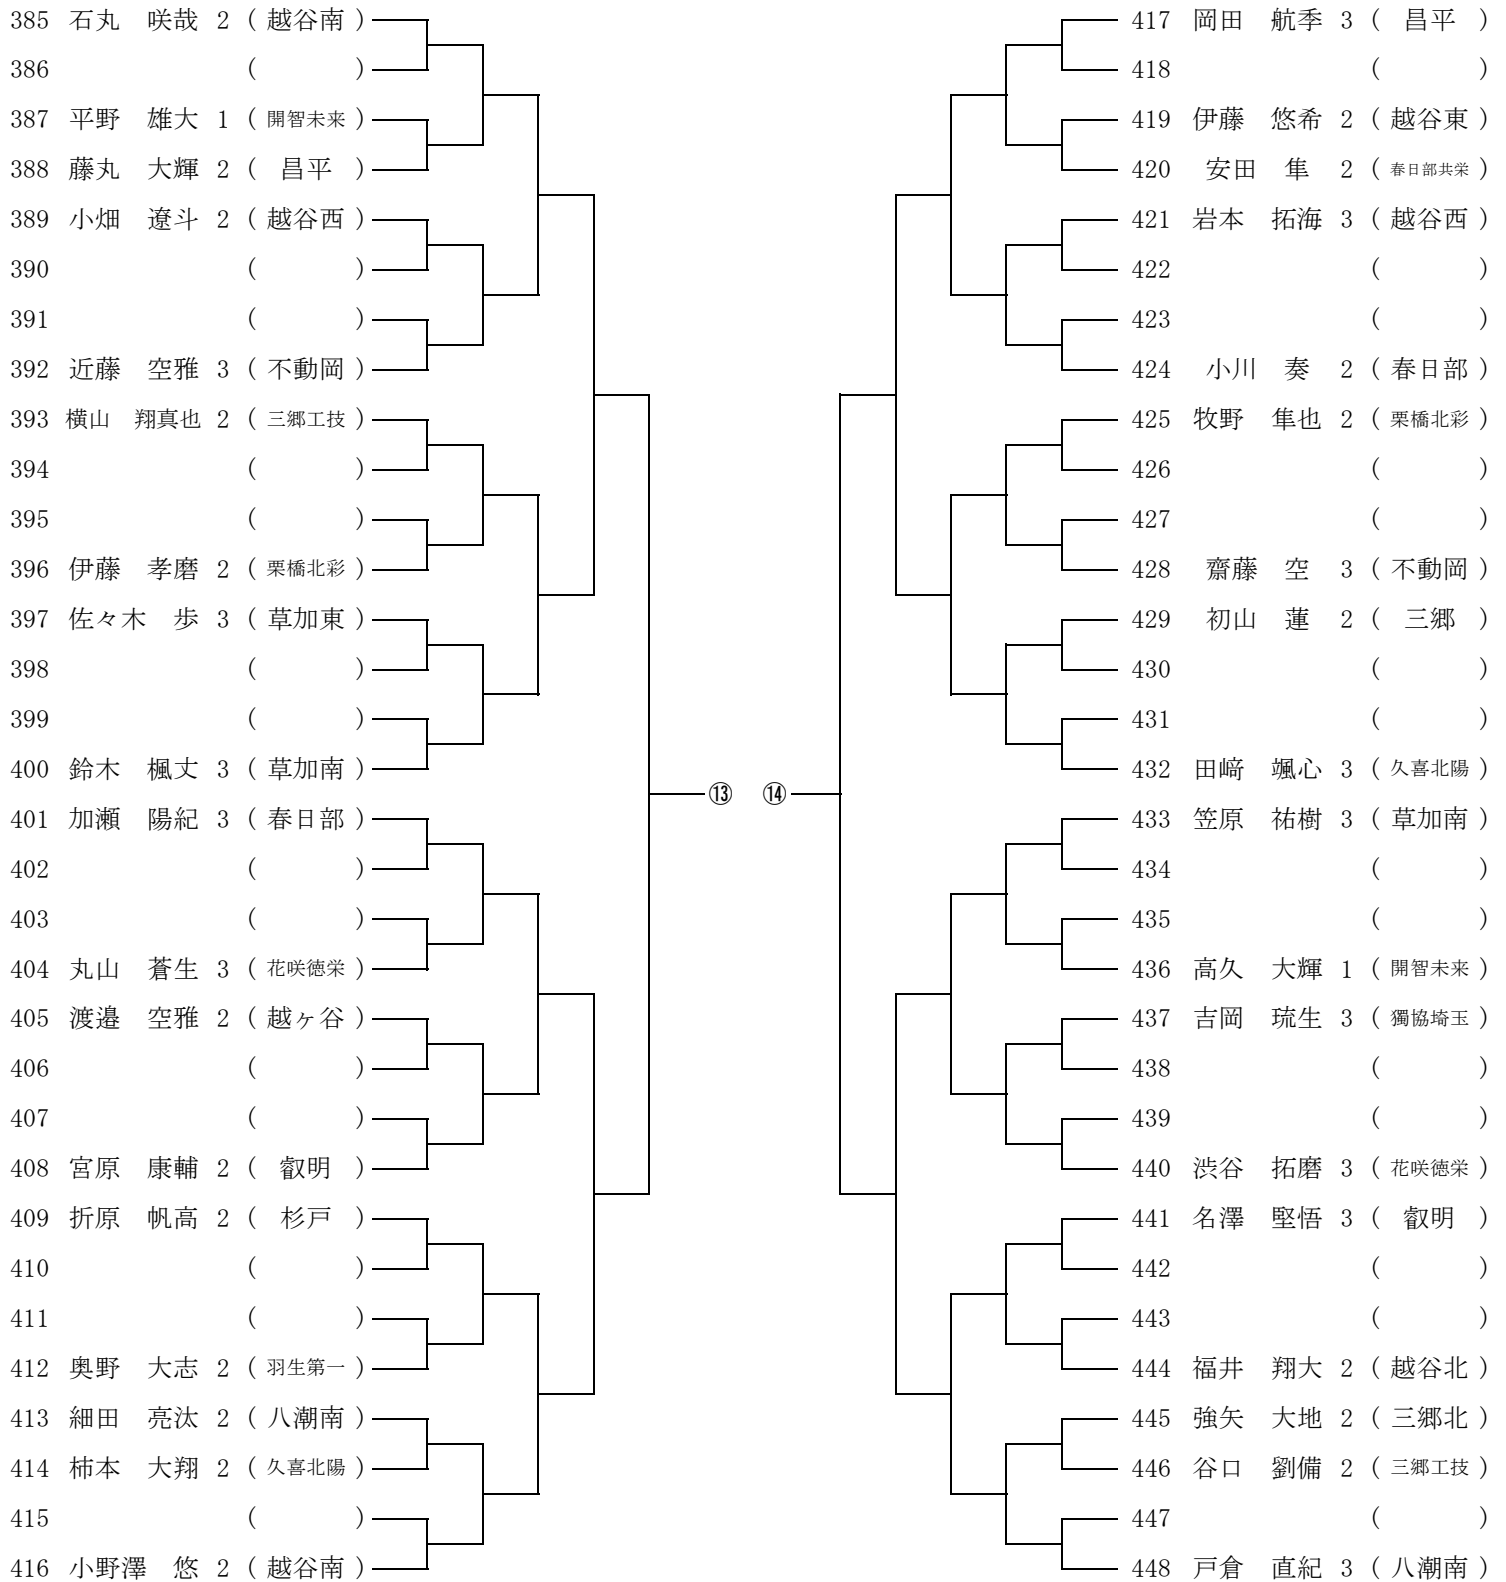 385 石丸 咲哉 2 ( 越谷南 )
386 ( )
387 平野 雄大 1 ( 開智未来 )
388 藤丸 大輝 2 ( 昌平 )
389 小畑 遼斗 2 ( 越谷西 )
390 ( )
391 ( )
392 近藤 空雅 3 ( 不動岡 )
393 横山 翔真也 2 ( 三郷工技 )
394 ( )
395 ( )
396 伊藤 孝磨 2 ( 栗橋北彩 )
397 佐々木 歩 3 ( 草加東 )
398 ( )
399 ( )
400 鈴木 楓丈 3 ( 草加南 )
401 加瀬 陽紀 3 ( 春日部 )
402 ( )
403 ( )
404 丸山 蒼生 3 ( 花咲徳栄 )
405 渡邉 空雅 2 ( 越ヶ谷 )
406 ( )
407 ( )
408 宮原 康輔 2 ( 叡明 )
409 折原 帆高 2 ( 杉戸 )
410 ( )
411 ( )
412 奥野 大志 2 ( 羽生第一 )
413 細田 亮汰 2 ( 八潮南 )
414 柿本 大翔 2 ( 久喜北陽 )
415 ( )
416 小野澤 悠 2 ( 越谷南 )
⑬ ⑭
417 岡田 航季 3 ( 昌平 )
418 ( )
419 伊藤 悠希 2 ( 越谷東 )
420 安田 隼 2 ( 春日部共栄 )
421 岩本 拓海 3 ( 越谷西 )
422 ( )
423 ( )
424 小川 奏 2 ( 春日部 )
425 牧野 隼也 2 ( 栗橋北彩 )
426 ( )
427 ( )
428 齋藤 空 3 ( 不動岡 )
429 初山 蓮 2 ( 三郷 )
430 ( )
431 ( )
432 田﨑 颯心 3 ( 久喜北陽 )
433 笠原 祐樹 3 ( 草加南 )
434 ( )
435 ( )
436 高久 大輝 1 ( 開智未来 )
437 吉岡 琉生 3 ( 獨協埼玉 )
438 ( )
439 ( )
440 渋谷 拓磨 3 ( 花咲徳栄 )
441 名澤 堅悟 3 ( 叡明 )
442 ( )
443 ( )
444 福井 翔大 2 ( 越谷北 )
445 強矢 大地 2 ( 三郷北 )
446 谷口 劉備 2 ( 三郷工技 )
447 ( )
448 戸倉 直紀 3 ( 八潮南 )